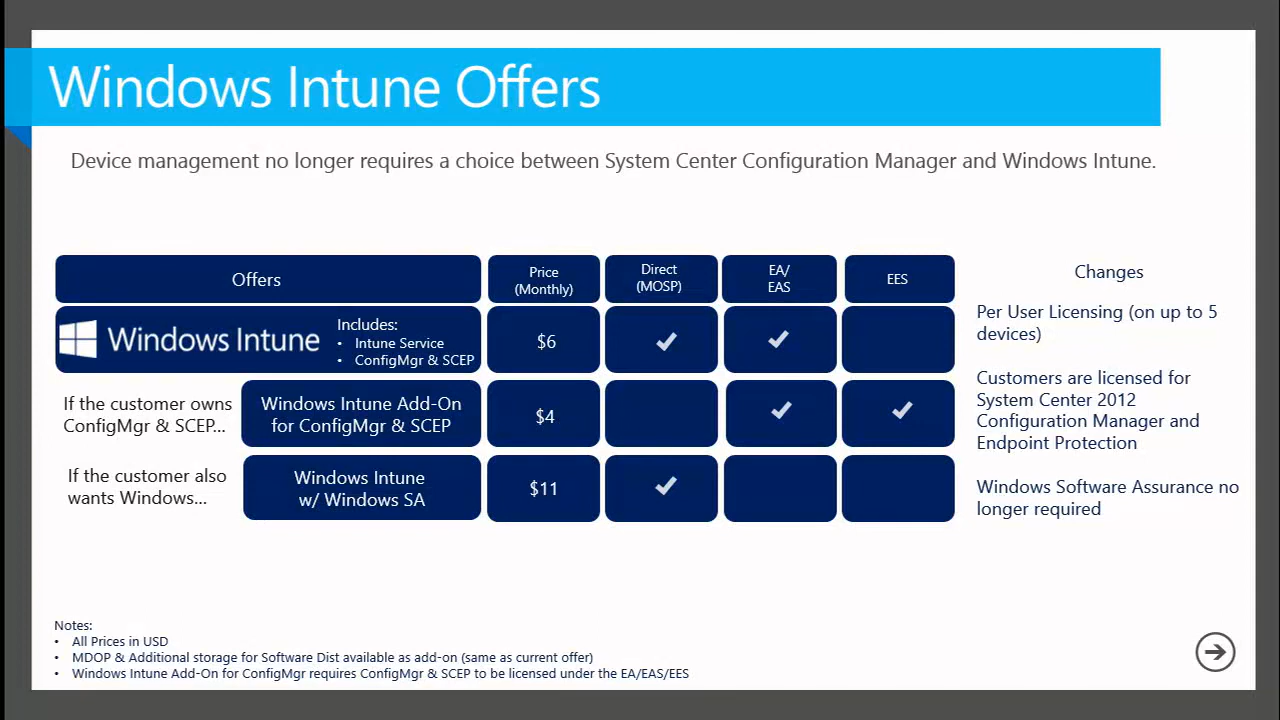 Windows Intune Offers
Device management no longer requires a choice between System Center Configuration Manager and Windows Intune.
Offers
Price
(Monthly)
Direct
(MOSP)
EA/
EAS
EES
Windows Intune
Includes:
• Intune Service
• ConfigMgr & SCEP
$6
If the customer owns
ConfigMgr & SCEP...
Windows Intune Add-On
for ConfigMgr & SCEP
$4
If the customer also
wants Windows...
Windows Intune
w/ Windows SA
$11
Changes
Per User Licensing (on up to 5
devices)
Customers are licensed for
System Center 2012
Configuration Manager and
Endpoint Protection
Windows Software Assurance no
longer required
Notes:
• All Prices in USD
• MDOP & Additional storage for Software Dist available as add-on (same as current offer)
• Windows Intune Add-On for ConfigMgr requires ConfigMgr & SCEP to be licensed under the EA/EAS/EES